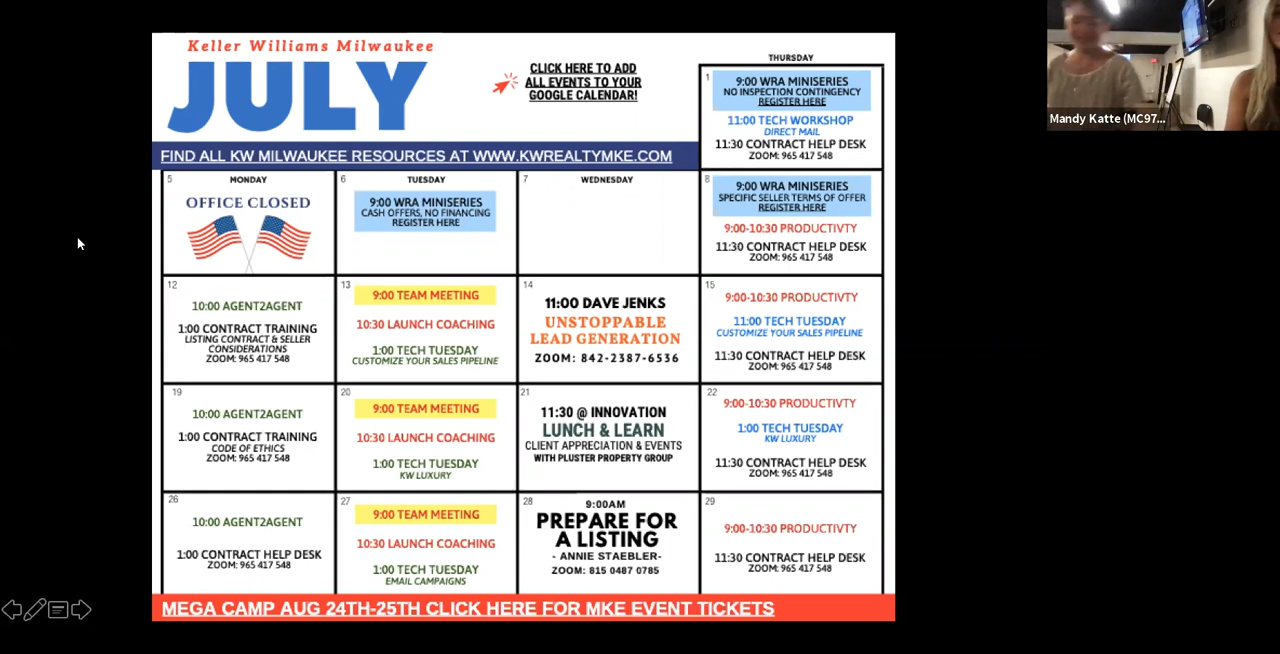 Keller Williams Milwaukee
JULY
CLICK HERE TO ADD
ALL EVENTS TO YOUR
GOOGLE CALENDAR!
FIND ALL KW MILWAUKEE RESOURCES AT WWW.KWREALTYMKE.COM
THURSDAY
1
9:00 WRA MINISERIES
NO INSPECTION CONTINGENCY
REGISTER HERE
11:00 TECH WORKSHOP
DIRECT MAIL
11:30 CONTRACT HELP DESK
ZOOM: 965 417 548
Mandy Katte (MC97...
5
MONDAY
OFFICE CLOSED
6
TUESDAY
9:00 WRA MINISERIES
CASH OFFERS, NO FINANCING
REGISTER HERE
7
WEDNESDAY
8
9:00 WRA MINISERIES
SPECIFIC SELLER TERMS OF OFFER
REGISTER HERE
9:00-10:30 PRODUCTIVTY
11:30 CONTRACT HELP DESK
ZOOM: 965 417 548
12
10:00 AGENT2AGENT
1:00 CONTRACT TRAINING
LISTING CONTRACT & SELLER
CONSIDERATIONS
ZOOM: 965 417 548
13
9:00 TEAM MEETING
10:30 LAUNCH COACHING
1:00 TECH TUESDAY
CUSTOMIZE YOUR SALES PIPELINE
14
11:00 DAVE JENKS
UNSTOPPABLE
LEAD GENERATION
ZOOM: 842-2387-6536
15
9:00-10:30 PRODUCTIVTY
11:00 TECH TUESDAY
CUSTOMIZE YOUR SALES PIPELINE
11:30 CONTRACT HELP DESK
ZOOM: 965 417 548
19
10:00 AGENT2AGENT
1:00 CONTRACT TRAINING
CODE OF ETHICS
ZOOM: 965 417 548
20
9:00 TEAM MEETING
10:30 LAUNCH COACHING
1:00 TECH TUESDAY
KW LUXURY
21
11:30 @ INNOVATION
LUNCH & LEARN
CLIENT APPRECIATION & EVENTS
WITH PLUSTER PROPERTY GROUP
22
9:00-10:30 PRODUCTIVTY
1:00 TECH TUESDAY
KW LUXURY
11:30 CONTRACT HELP DESK
ZOOM: 965 417 548
26
10:00 AGENT2AGENT
1:00 CONTRACT HELP DESK
ZOOM: 965 417 548
27
9:00 TEAM MEETING
10:30 LAUNCH COACHING
1:00 TECH TUESDAY
EMAIL CAMPAIGNS
28
9:00AM
PREPARE FOR
A LISTING
- ANNIE STAEBLER-
ZOOM: 815 0487 0785
29
9:00-10:30 PRODUCTIVTY
11:30 CONTRACT HELP DESK
ZOOM: 965 417 548
MEGA CAMP AUG 24TH-25TH CLICK HERE FOR MKE EVENT TICKETS